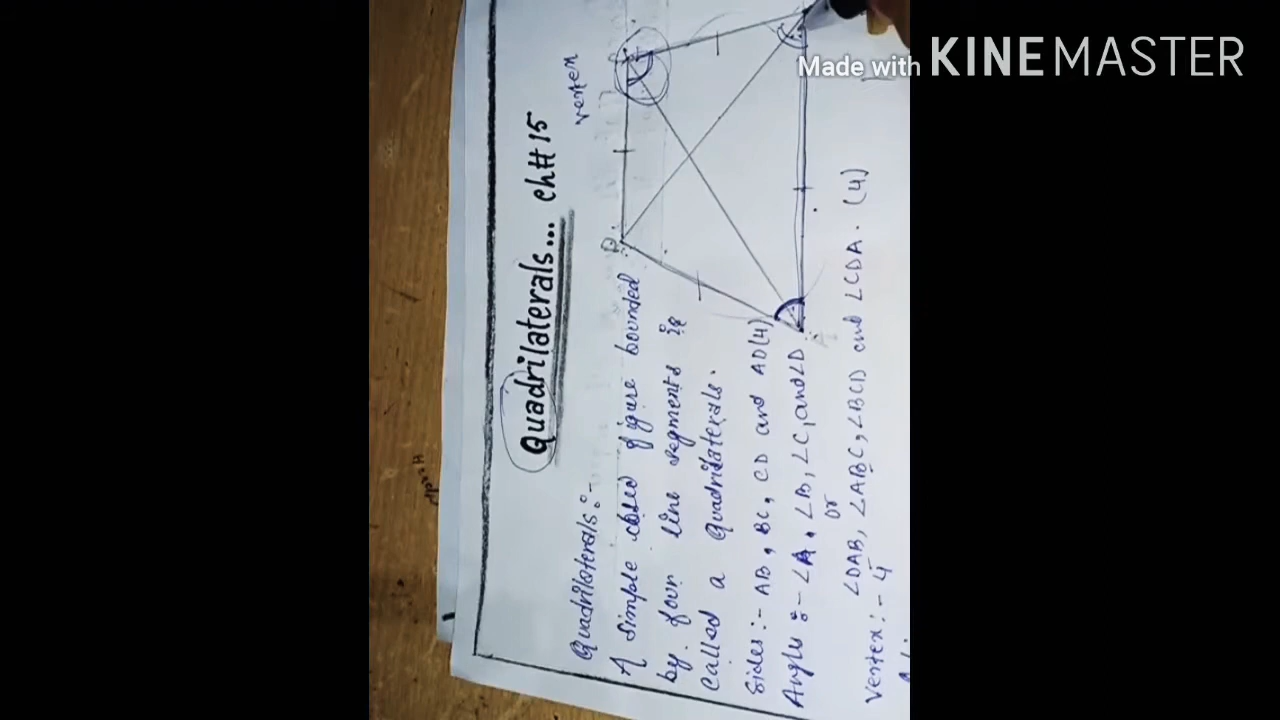 Quadrilaterals... ch# 15
Quadrilaterals:-
A simple closed figure bounded
by four line segments is
called a Quadrilaterals.
Sides:- AB, BC, CD and AD (4)
Angles:- ∠A, ∠B, ∠C, and ∠D
or
∠DAB, ∠ABC, ∠BCD and ∠CDA. (4)
Vertex:- 4
vertex
D
A
Made with KINEMASTER